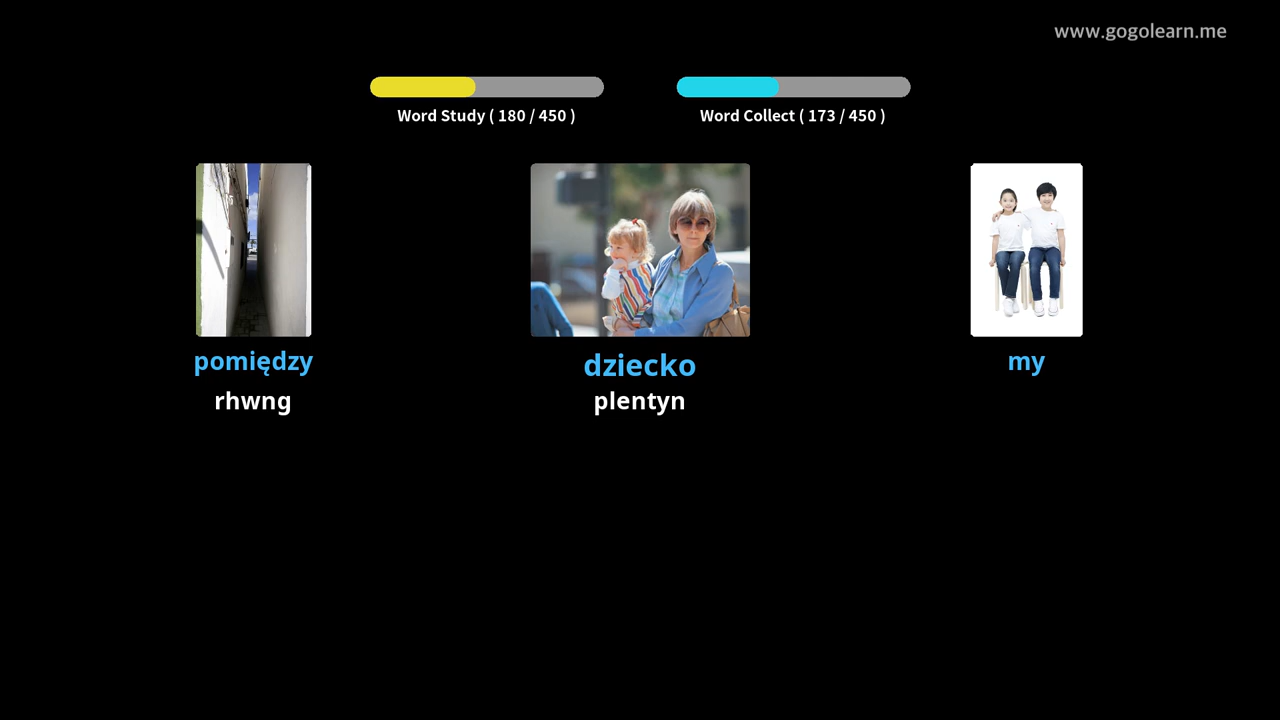 www.gogolearn.me
Word Study ( 180 / 450 )
Word Collect ( 173 / 450 )
pomiędzy
rhwng
dziecko
plentyn
my